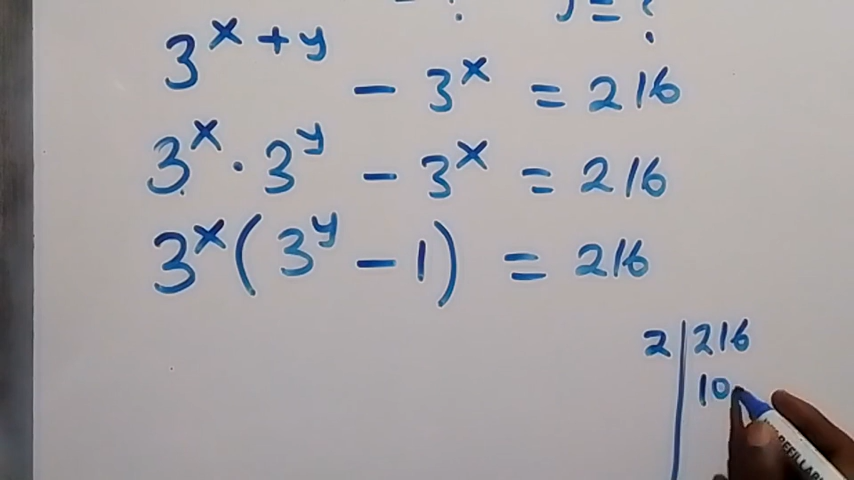 = ? y = ?
3^{x+y} - 3^x = 216
3^x · 3^y - 3^x = 216
3^x(3^y - 1) = 216
2 | 216
10